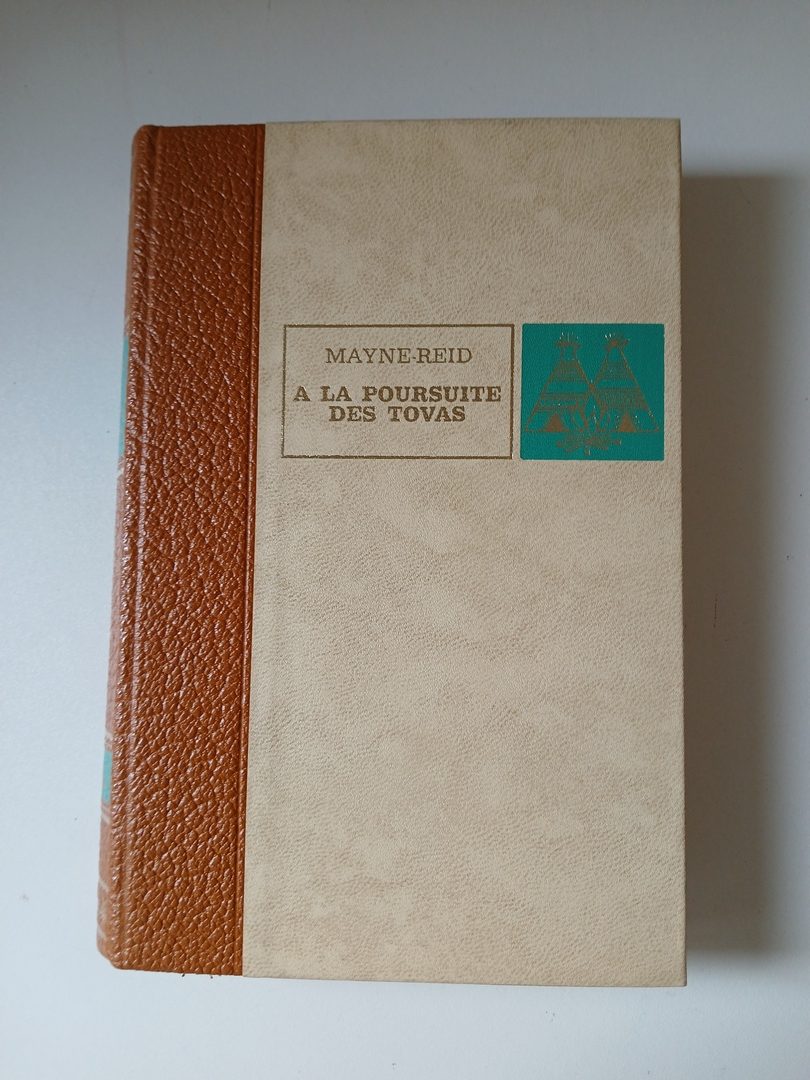 MAYNE-REID
A LA POURSUITE
DES TOVAS